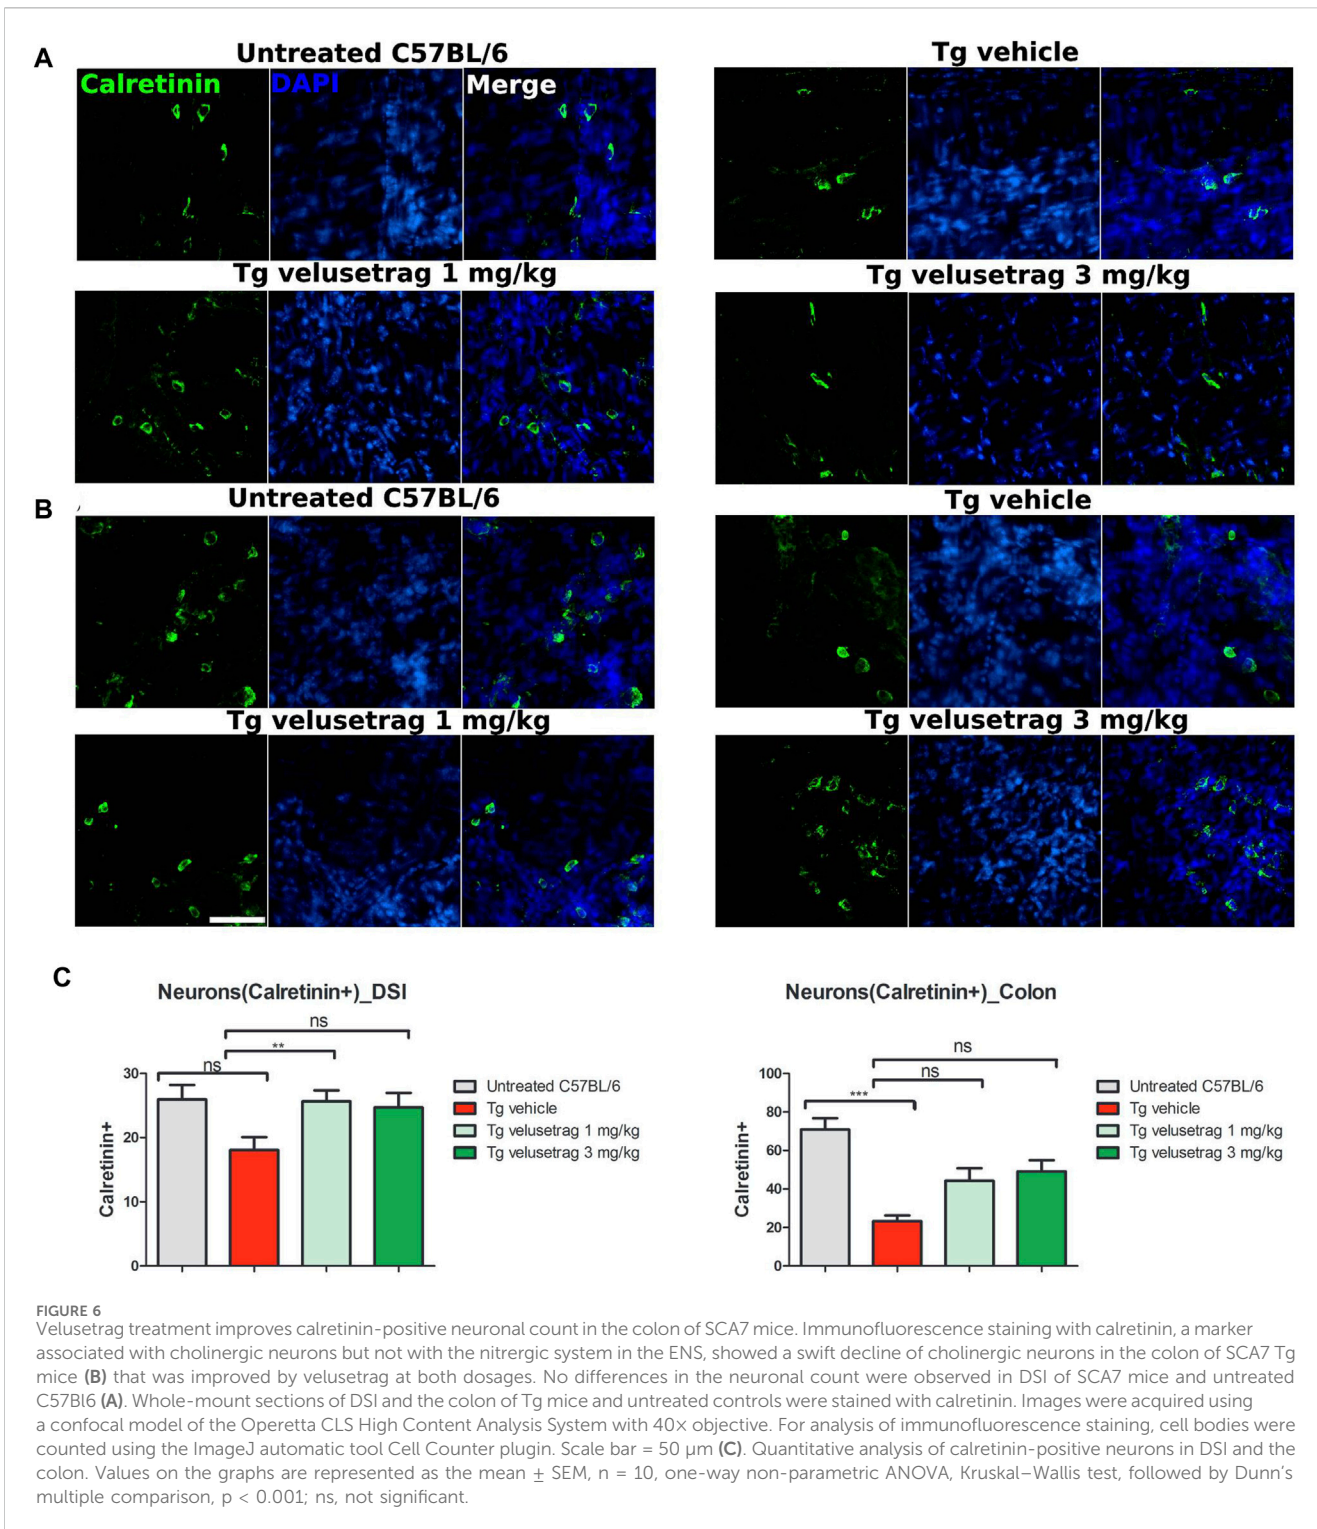 A
Untreated C57BL/6
Tg vehicle
Calretinin
DAPI
Merge
Tg velusetrag 1 mg/kg
Tg velusetrag 3 mg/kg
B
Untreated C57BL/6
Tg vehicle
Tg velusetrag 1 mg/kg
Tg velusetrag 3 mg/kg
C
Neurons(Calretinin+)_DSI
ns
**
ns
30
20
10
0
Calretinin+
Untreated C57BL/6
Tg vehicle
Tg velusetrag 1 mg/kg
Tg velusetrag 3 mg/kg
Neurons(Calretinin+)_Colon
ns
ns
***
100
80
60
40
20
0
Calretinin+
Untreated C57BL/6
Tg vehicle
Tg velusetrag 1 mg/kg
Tg velusetrag 3 mg/kg
FIGURE 6
Velusetrag treatment improves calretinin-positive neuronal count in the colon of SCA7 mice. Immunofluorescence staining with calretinin, a marker
associated with cholinergic neurons but not with the nitrergic system in the ENS, showed a swift decline of cholinergic neurons in the colon of SCA7 Tg
mice (B) that was improved by velusetrag at both dosages. No differences in the neuronal count were observed in DSI of SCA7 mice and untreated
C57Bl6 (A). Whole-mount sections of DSI and the colon of Tg mice and untreated controls were stained with calretinin. Images were acquired using
a confocal model of the Operetta CLS High Content Analysis System with 40× objective. For analysis of immunofluorescence staining, cell bodies were
counted using the ImageJ automatic tool Cell Counter plugin. Scale bar = 50 μm (C). Quantitative analysis of calretinin-positive neurons in DSI and the
colon. Values on the graphs are represented as the mean ± SEM, n = 10, one-way non-parametric ANOVA, Kruskal–Wallis test, followed by Dunn's
multiple comparison, p < 0.001; ns, not significant.